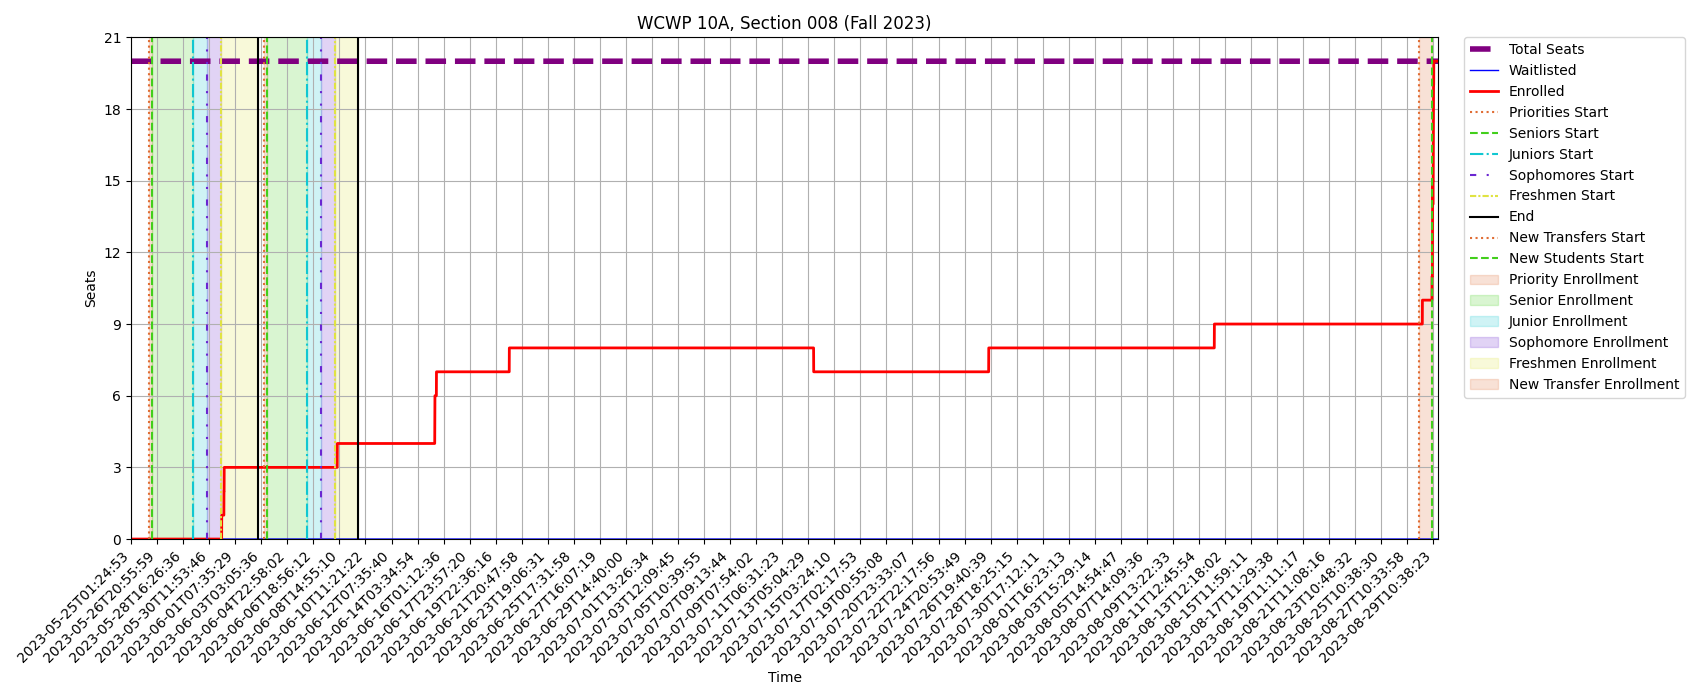 WCWP 10A, Section 008 (Fall 2023)
21
18
15
12
9
6
3
0
Seats
2023-05-25T01:24:53
2023-05-26T20:55:59
2023-05-28T16:26:36
2023-05-30T11:53:46
2023-06-01T07:35:29
2023-06-03T03:05:36
2023-06-04T22:58:02
2023-06-06T18:56:12
2023-06-08T14:55:10
2023-06-10T11:21:22
2023-06-12T07:35:40
2023-06-14T03:34:54
2023-06-16T01:12:36
2023-06-17T23:57:20
2023-06-19T22:36:16
2023-06-21T20:47:58
2023-06-23T19:06:31
2023-06-25T17:31:58
2023-06-27T16:07:19
2023-06-29T14:40:00
2023-07-01T13:26:34
2023-07-03T12:09:45
2023-07-05T10:39:55
2023-07-07T09:13:44
2023-07-09T07:54:02
2023-07-11T06:31:23
2023-07-13T05:04:29
2023-07-15T03:24:10
2023-07-17T02:17:53
2023-07-19T00:55:08
2023-07-20T23:33:07
2023-07-22T22:17:56
2023-07-24T20:53:49
2023-07-26T19:40:39
2023-07-28T18:25:15
2023-07-30T17:12:11
2023-08-01T16:23:13
2023-08-03T15:29:14
2023-08-05T14:54:47
2023-08-07T14:09:36
2023-08-09T13:22:33
2023-08-11T12:45:54
2023-08-13T12:18:02
2023-08-15T11:59:11
2023-08-17T11:29:38
2023-08-19T11:11:17
2023-08-21T11:08:16
2023-08-23T10:48:32
2023-08-25T10:38:30
2023-08-27T10:33:58
2023-08-29T10:38:23
Time
Total Seats
Waitlisted
Enrolled
Priorities Start
Seniors Start
Juniors Start
Sophomores Start
Freshmen Start
End
New Transfers Start
New Students Start
Priority Enrollment
Senior Enrollment
Junior Enrollment
Sophomore Enrollment
Freshmen Enrollment
New Transfer Enrollment